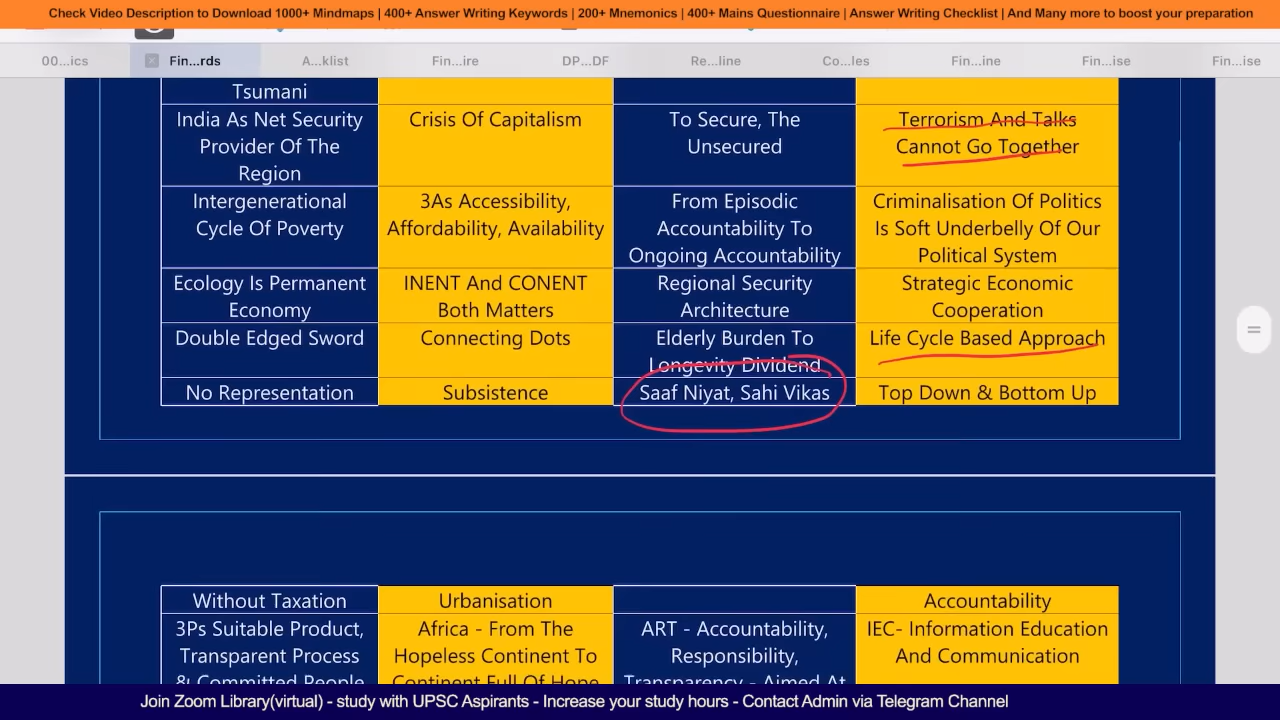 Check Video Description to Download 1000+ Mindmaps | 400+ Answer Writing Keywords | 200+ Mnemonics | 400+ Mains Questionnaire | Answer Writing Checklist | And Many more to boost your preparation
00...ics
Fin...rds
A...klist
Fin...ire
DP...DF
Re...line
Co...les
Fin...ine
Fin...ise
Fin...ise
Tsumani
India As Net Security
Provider Of The
Region
Crisis Of Capitalism
To Secure, The
Unsecured
Terrorism And Talks
Cannot Go Together
Intergenerational
Cycle Of Poverty
3As Accessibility,
Affordability, Availability
From Episodic
Accountability To
Ongoing Accountability
Criminalisation Of Politics
Is Soft Underbelly Of Our
Political System
Ecology Is Permanent
Economy
INENT And CONENT
Both Matters
Regional Security
Architecture
Strategic Economic
Cooperation
Double Edged Sword
Connecting Dots
Elderly Burden To
Longevity Dividend
Life Cycle Based Approach
No Representation
Subsistence
Saaf Niyat, Sahi Vikas
Top Down & Bottom Up
Without Taxation
Urbanisation
Accountability
3Ps Suitable Product,
Transparent Process
& Committed People
Africa - From The
Hopeless Continent To
Continent Full Of Hope
ART - Accountability,
Responsibility,
Transparency - Aimed At
IEC- Information Education
And Communication
Join Zoom Library(virtual) - study with UPSC Aspirants - Increase your study hours - Contact Admin via Telegram Channel